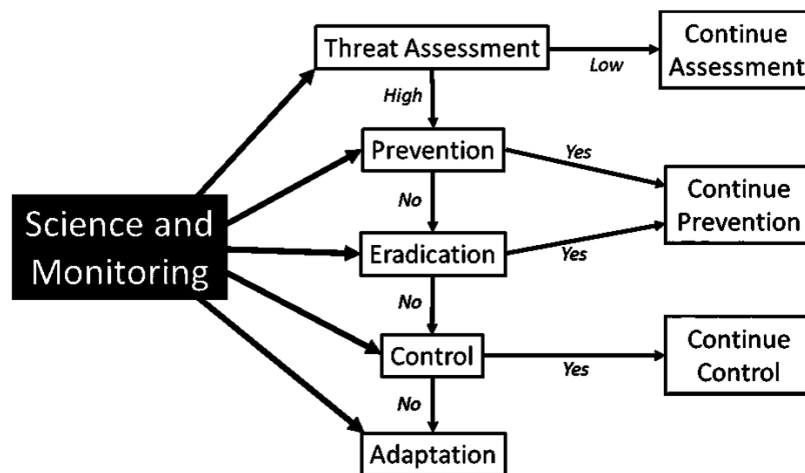 Threat Assessment
Low
Continue
Assessment
High
Prevention
Yes
Continue
Prevention
No
Science and
Monitoring
Eradication
Yes
No
Control
Yes
Continue
Control
No
Adaptation